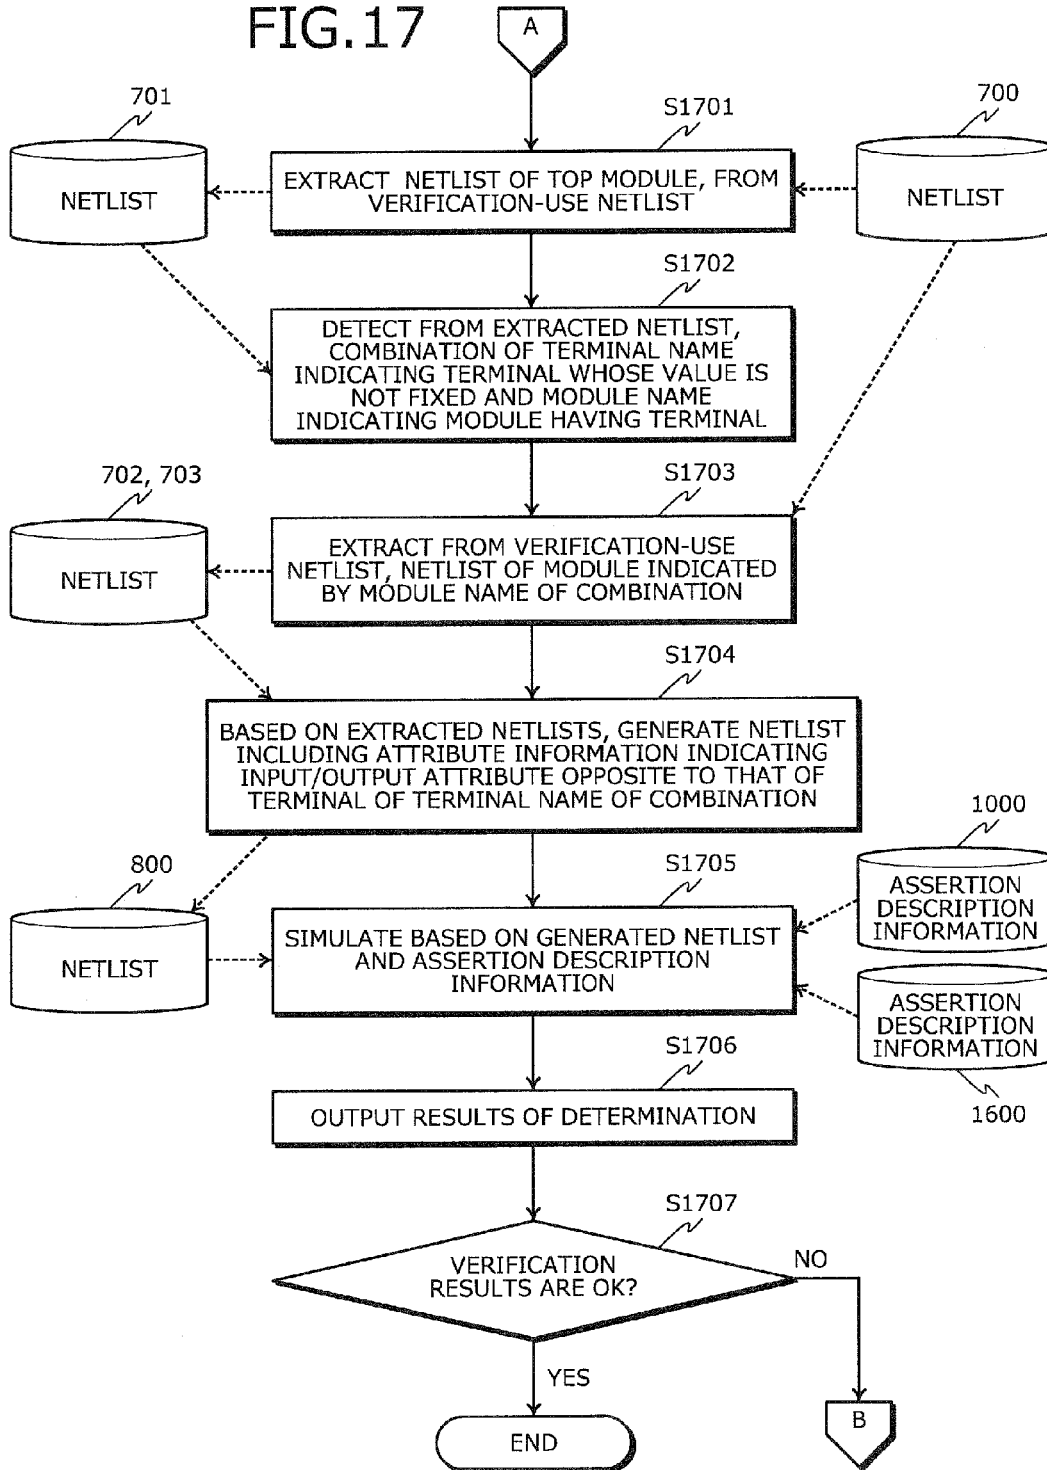 FIG.17
A
701
S1701
700
NETLIST
EXTRACT NETLIST OF TOP MODULE, FROM
VERIFICATION-USE NETLIST
NETLIST
S1702
DETECT FROM EXTRACTED NETLIST,
COMBINATION OF TERMINAL NAME
INDICATING TERMINAL WHOSE VALUE IS
NOT FIXED AND MODULE NAME
INDICATING MODULE HAVING TERMINAL
702, 703
S1703
NETLIST
EXTRACT FROM VERIFICATION-USE
NETLIST, NETLIST OF MODULE INDICATED
BY MODULE NAME OF COMBINATION
S1704
BASED ON EXTRACTED NETLISTS, GENERATE NETLIST
INCLUDING ATTRIBUTE INFORMATION INDICATING
INPUT/OUTPUT ATTRIBUTE OPPOSITE TO THAT OF
TERMINAL OF TERMINAL NAME OF COMBINATION
1000
800
S1705
ASSERTION
DESCRIPTION
INFORMATION
NETLIST
SIMULATE BASED ON GENERATED NETLIST
AND ASSERTION DESCRIPTION
INFORMATION
ASSERTION
DESCRIPTION
INFORMATION
1600
S1706
OUTPUT RESULTS OF DETERMINATION
S1707
VERIFICATION
RESULTS ARE OK?
NO
YES
END
B